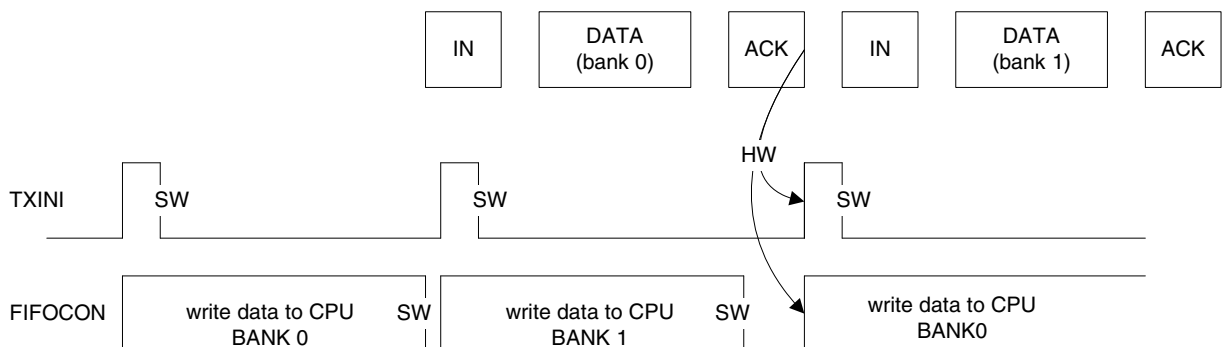 IN
DATA
(bank 0)
ACK
IN
DATA
(bank 1)
ACK
HW
TXINI
SW
SW
SW
FIFOCON
write data to CPU
BANK 0
SW
write data to CPU
BANK 1
SW
write data to CPU
BANK0